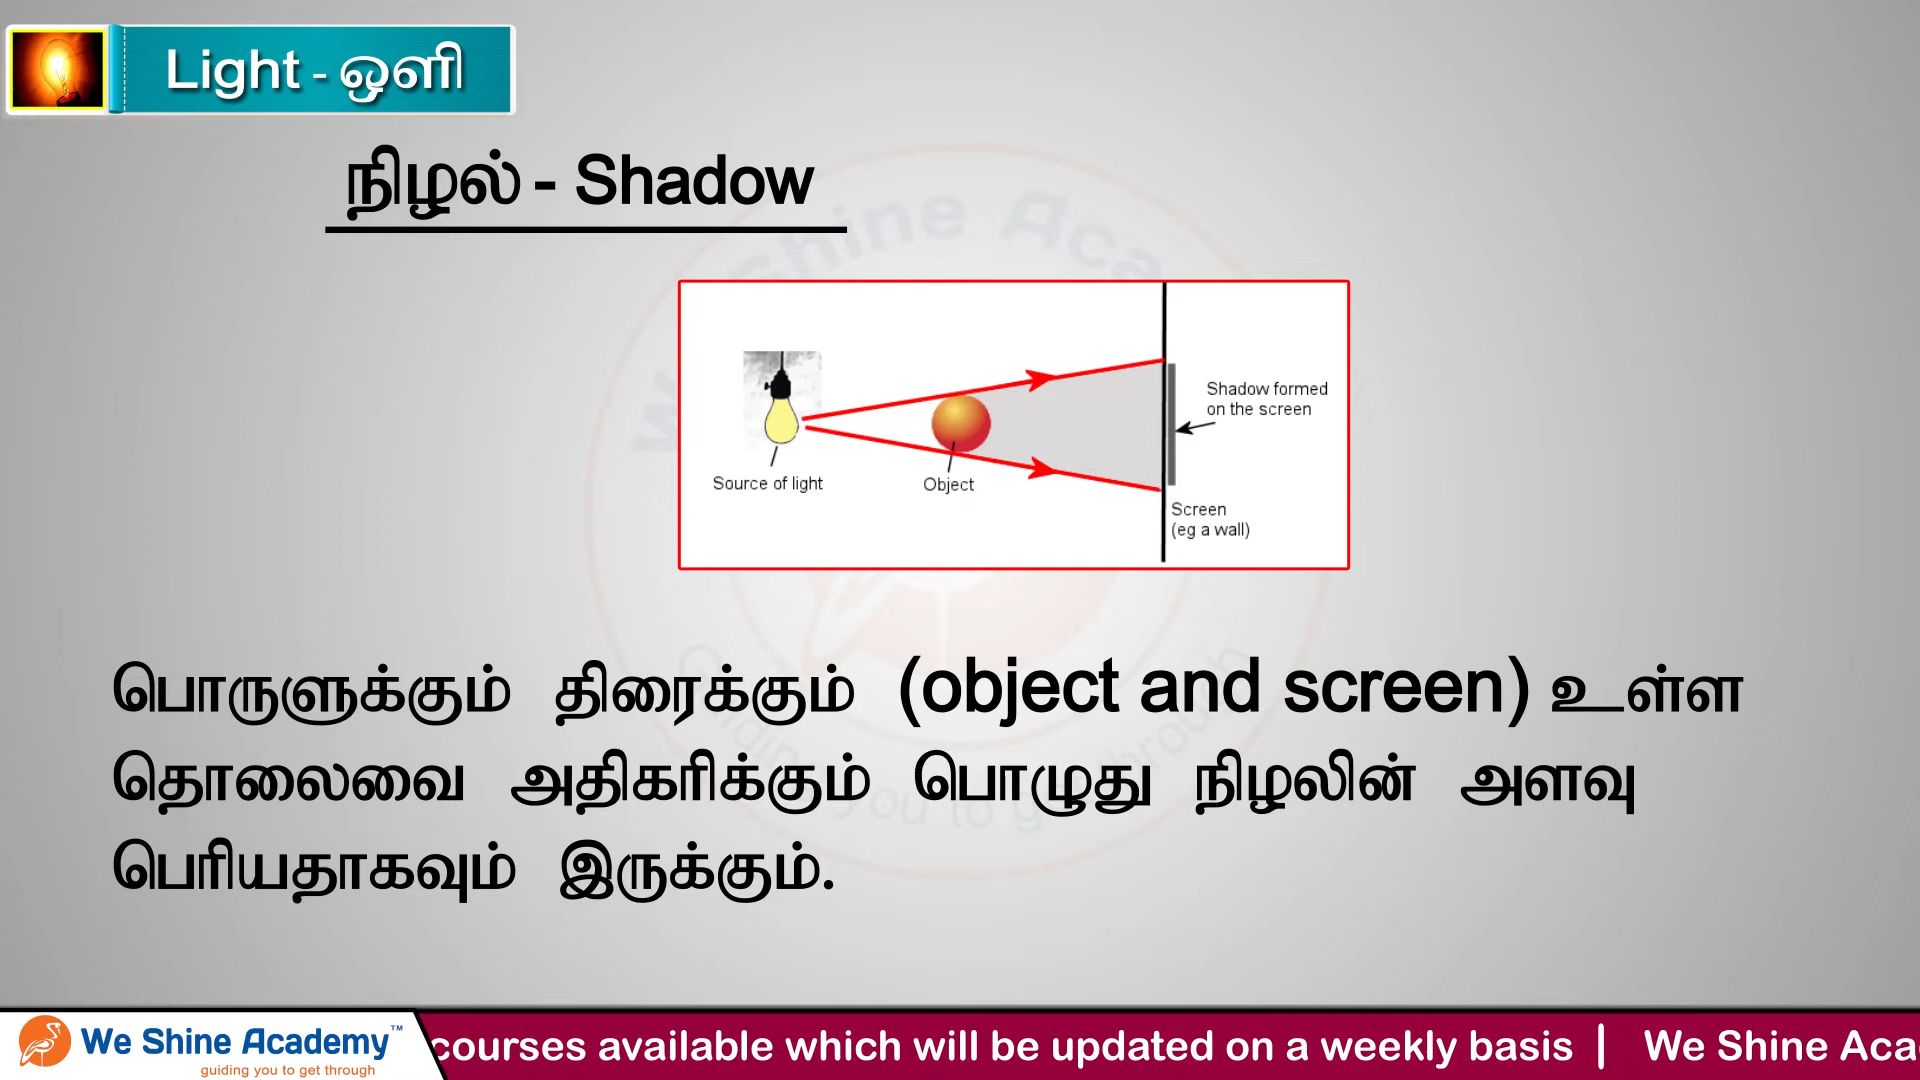 Light - ஒளி
நிழல் - Shadow
Shadow formed
on the screen
Source of light
Object
Screen
(eg a wall)
பொருளுக்கும் திரைக்கும் (object and screen) உள்ள
தொலைவை அதிகரிக்கும் பொழுது நிழலின் அளவு
பெரியதாகவும் இருக்கும்.
We Shine Academy™
guiding you to get through
courses available which will be updated on a weekly basis | We Shine Aca